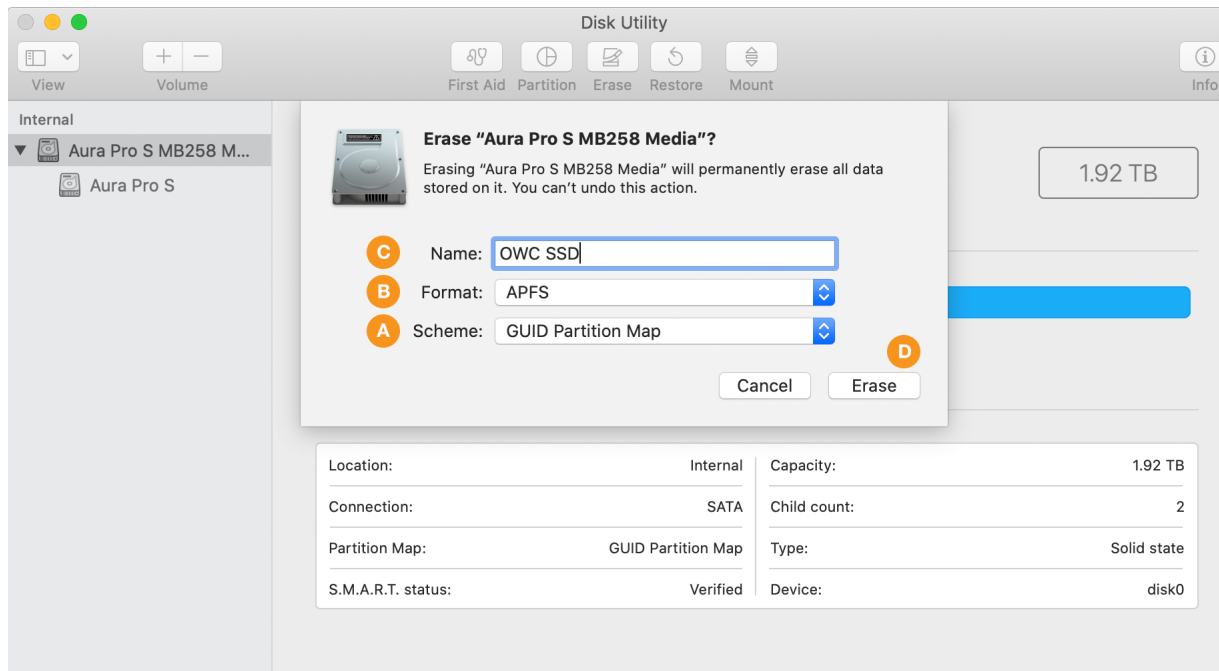 Disk Utility
View
Volume
First Aid Partition Erase Restore Mount
Info
Internal
Aura Pro S MB258 M...
Aura Pro S
Erase “Aura Pro S MB258 Media”?
Erasing “Aura Pro S MB258 Media” will permanently erase all data
stored on it. You can’t undo this action.
1.92 TB
C Name: OWC SSD
B Format: APFS
A Scheme: GUID Partition Map
D
Cancel Erase
Location: Internal Capacity: 1.92 TB
Connection: SATA Child count: 2
Partition Map: GUID Partition Map Type: Solid state
S.M.A.R.T. status: Verified Device: disk0